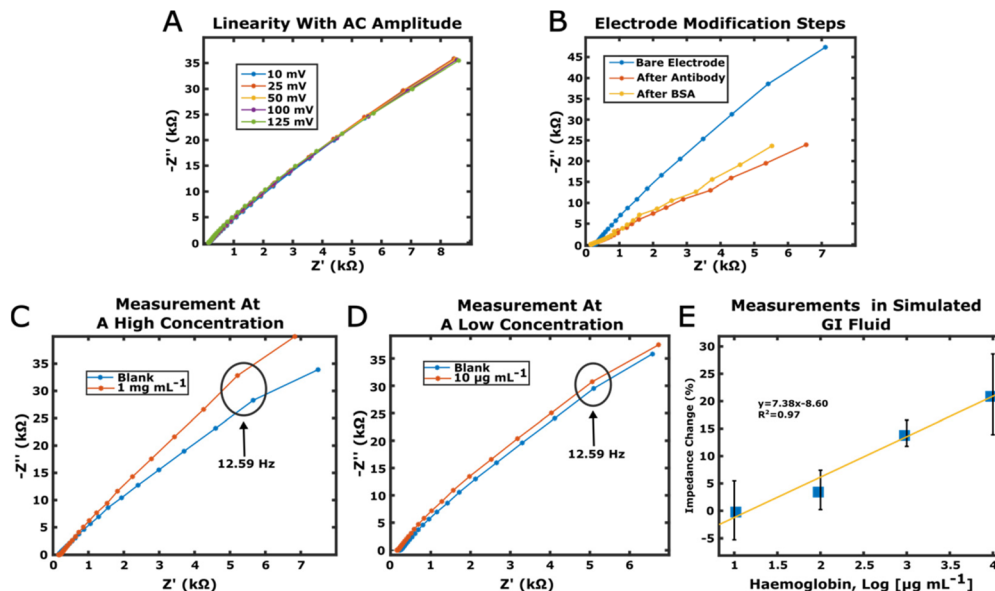 A
Linearity With AC Amplitude
-Z'' (kΩ)
35
30
25
20
15
10
5
0
10 mV
25 mV
50 mV
100 mV
125 mV
1 2 3 4 5 6 7 8
Z' (kΩ)
B
Electrode Modification Steps
-Z'' (kΩ)
45
40
35
30
25
20
15
10
5
0
Bare Electrode
After Antibody
After BSA
1 2 3 4 5 6 7
Z' (kΩ)
C
Measurement At
A High Concentration
-Z'' (kΩ)
35
30
25
20
15
10
5
0
Blank
1 mg mL-1
12.59 Hz
0 1 2 3 4 5 6 7 8
Z' (kΩ)
D
Measurement At
A Low Concentration
-Z'' (kΩ)
35
30
25
20
15
10
5
0
Blank
10 µg mL-1
12.59 Hz
0 1 2 3 4 5 6 7
Z' (kΩ)
E
Measurements in Simulated
GI Fluid
Impedance Change (%)
30
25
20
15
10
5
0
-5
y=7.38x-8.60
R²=0.97
1 1.5 2 2.5 3 3.5 4
Haemoglobin, Log [µg mL-1]